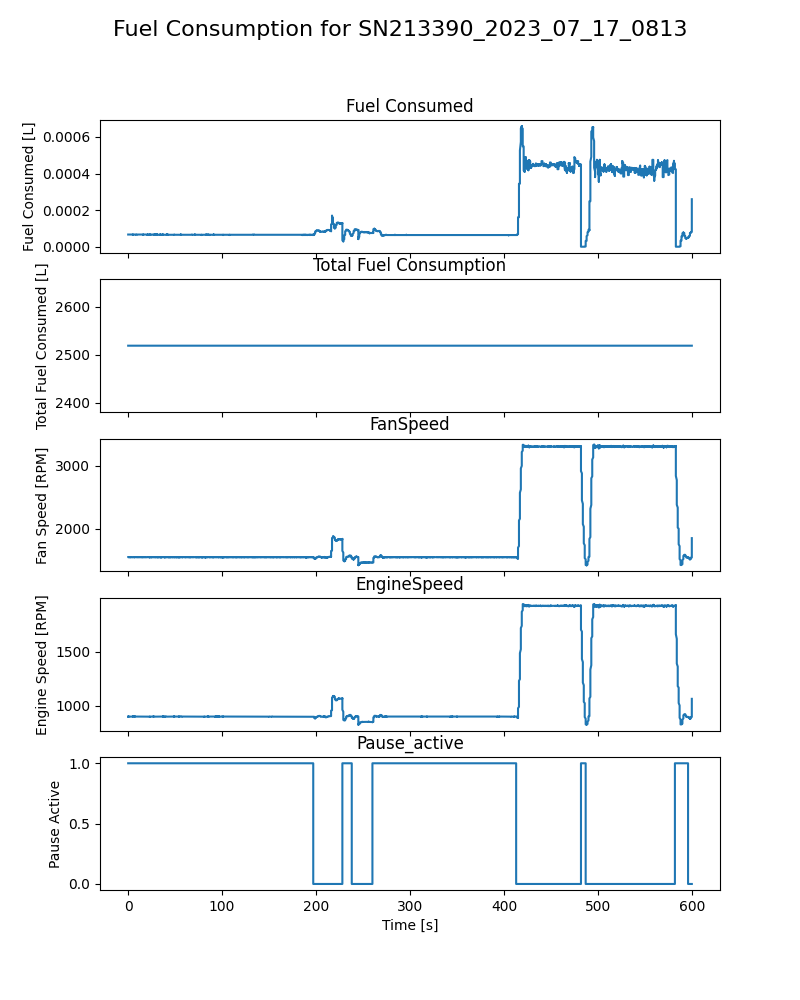 Fuel Consumption for SN213390_2023_07_17_0813
Fuel Consumed
Fuel Consumed [L]
0.0006
0.0004
0.0002
0.0000
Total Fuel Consumption
Total Fuel Consumed [L]
2600
2500
2400
FanSpeed
Fan Speed [RPM]
3000
2000
EngineSpeed
Engine Speed [RPM]
1500
1000
Pause_active
Pause Active
1.0
0.5
0.0
0 100 200 300 400 500 600
Time [s]